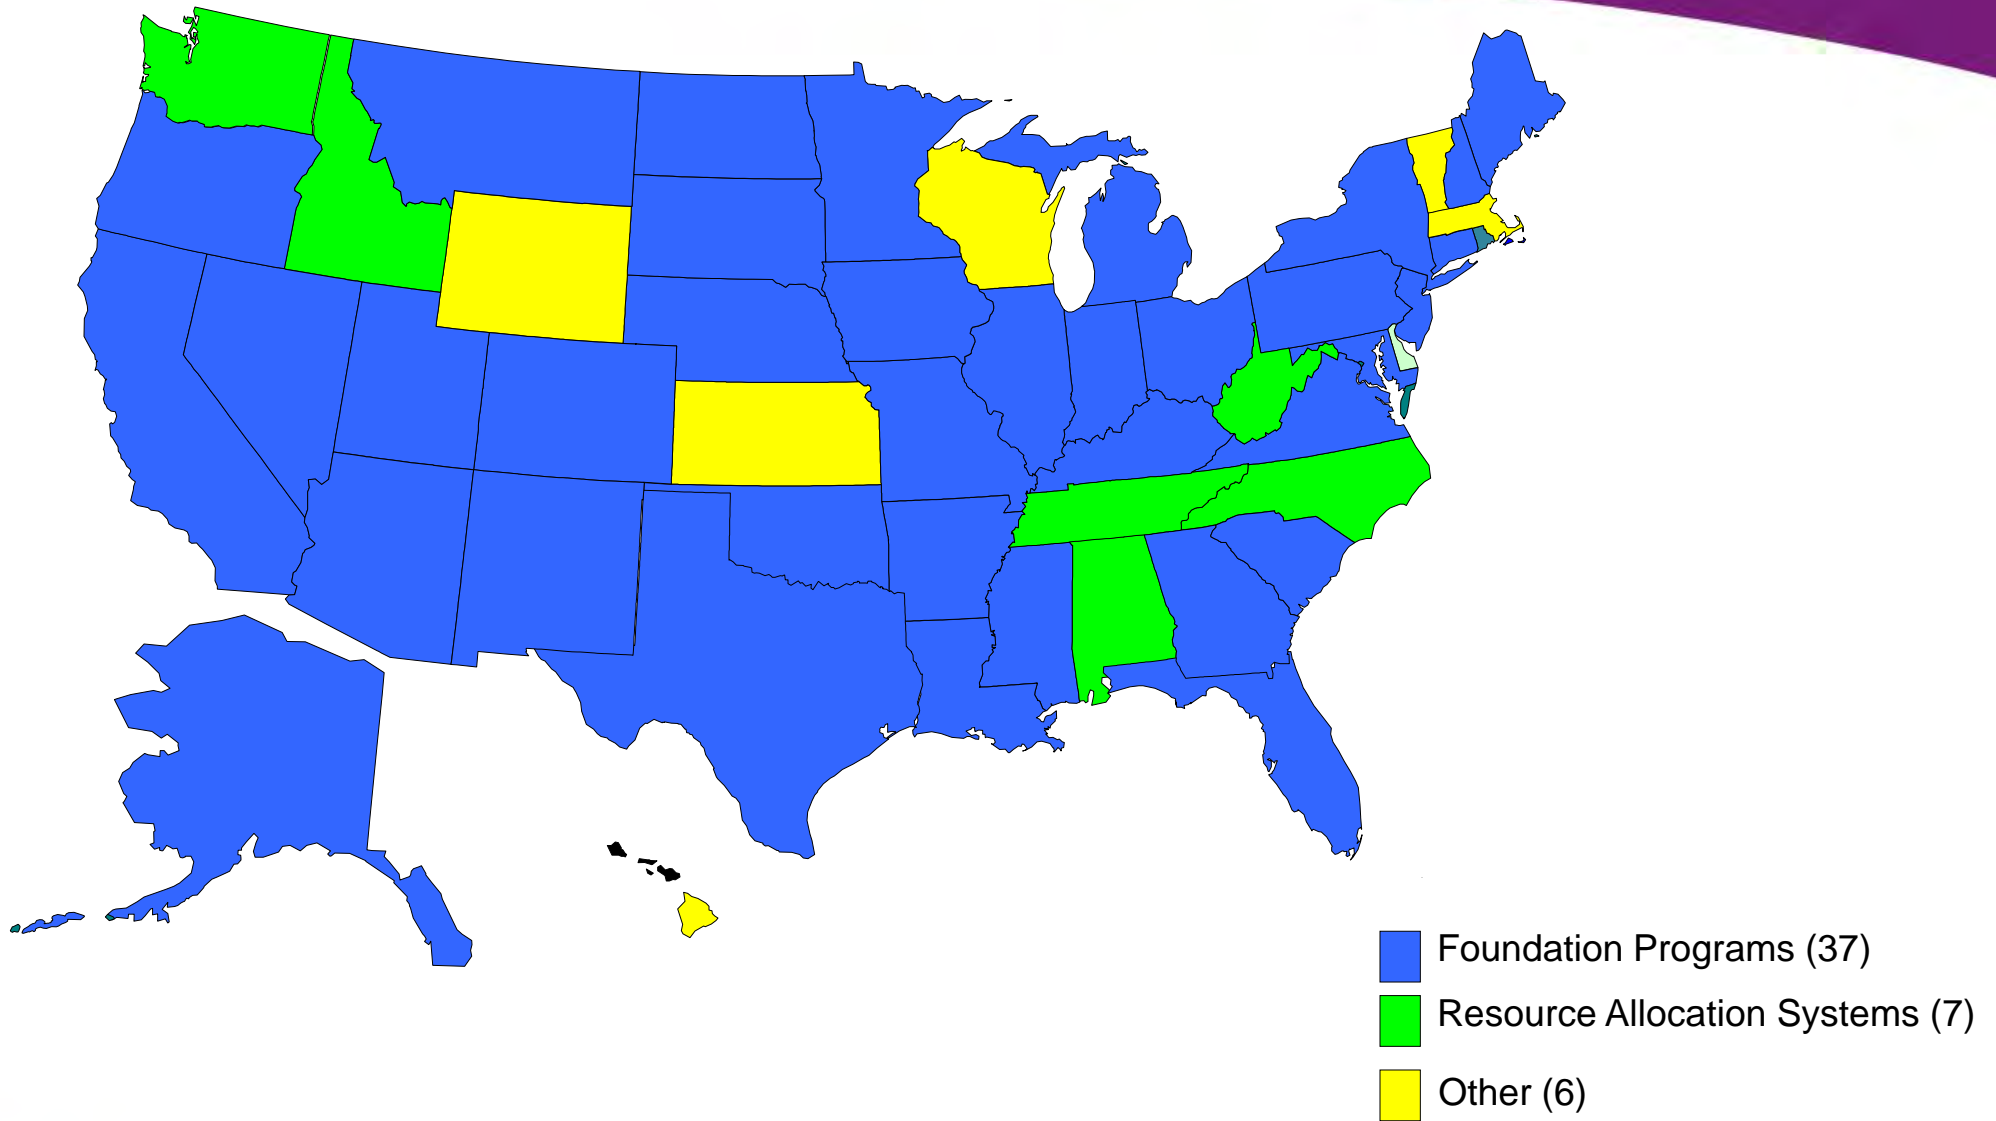 Foundation Programs (37)
Resource Allocation Systems (7)
Other (6)